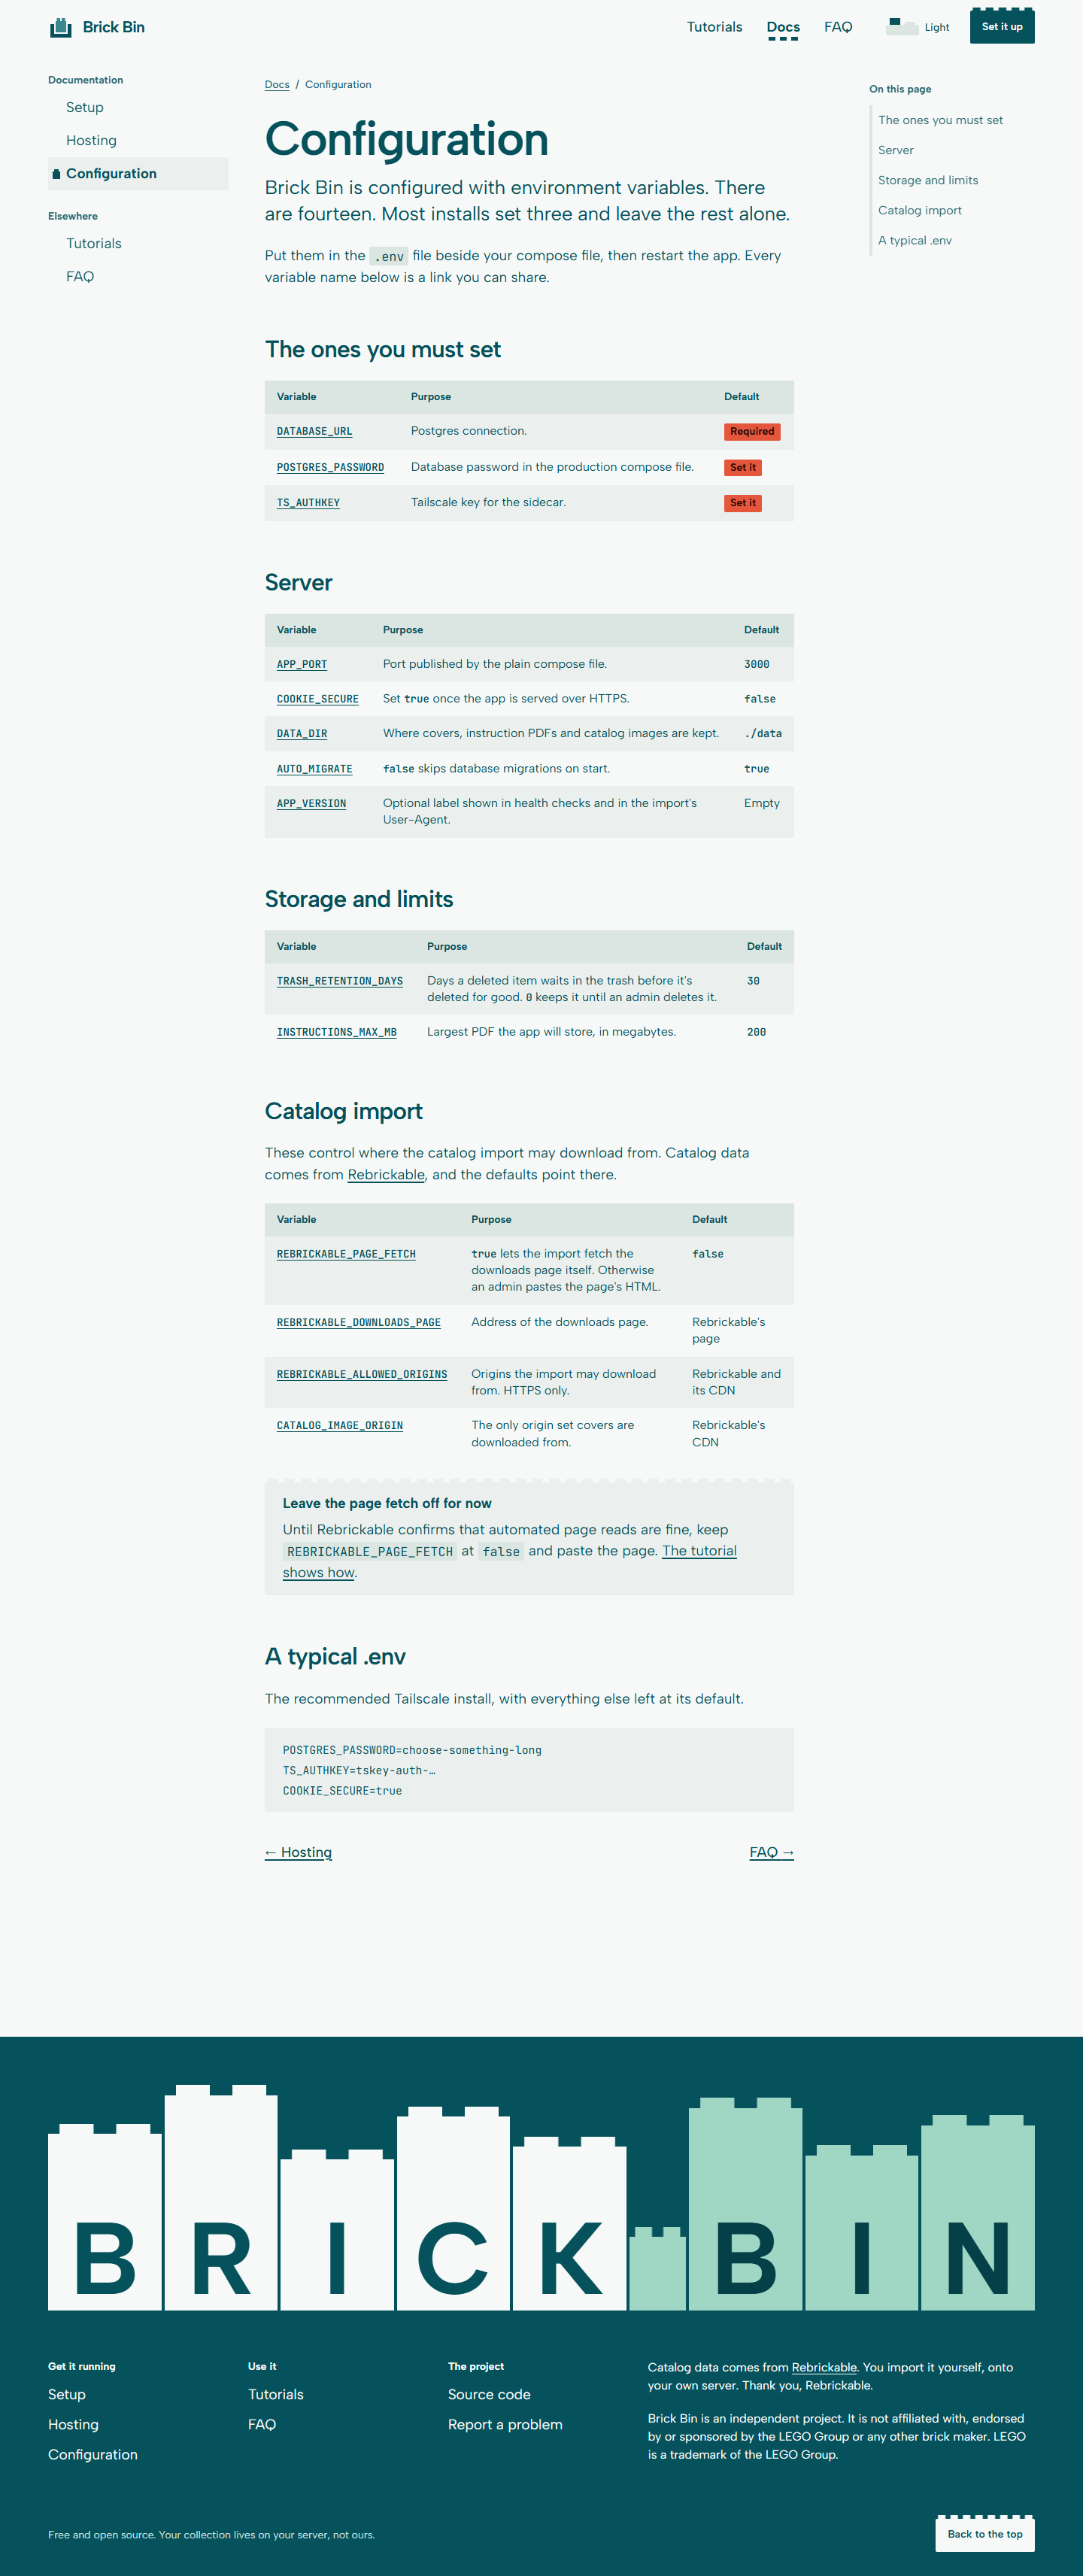 Brick Bin
Tutorials
Docs
FAQ
Light
Set it up
Documentation
Setup
Hosting
Configuration
Elsewhere
Tutorials
FAQ
Docs / Configuration
Configuration
Brick Bin is configured with environment variables. There
are fourteen. Most installs set three and leave the rest alone.
Put them in the .env file beside your compose file, then restart the app. Every
variable name below is a link you can share.
On this page
The ones you must set
Server
Storage and limits
Catalog import
A typical .env
The ones you must set
Variable Purpose Default
DATABASE_URL Postgres connection. Required
POSTGRES_PASSWORD Database password in the production compose file. Set it
TS_AUTHKEY Tailscale key for the sidecar. Set it
Server
Variable Purpose Default
APP_PORT Port published by the plain compose file. 3000
COOKIE_SECURE Set true once the app is served over HTTPS. false
DATA_DIR Where covers, instruction PDFs and catalog images are kept. ./data
AUTO_MIGRATE false skips database migrations on start. true
APP_VERSION Optional label shown in health checks and in the import's Empty
User-Agent.
Storage and limits
Variable Purpose Default
TRASH_RETENTION_DAYS Days a deleted item waits in the trash before it's 30
deleted for good. 0 keeps it until an admin deletes it.
INSTRUCTIONS_MAX_MB Largest PDF the app will store, in megabytes. 200
Catalog import
These control where the catalog import may download from. Catalog data
comes from Rebrickable, and the defaults point there.
Variable Purpose Default
REBRICKABLE_PAGE_FETCH true lets the import fetch the false
downloads page itself. Otherwise
an admin pastes the page's HTML.
REBRICKABLE_DOWNLOADS_PAGE Address of the downloads page. Rebrickable's
page
REBRICKABLE_ALLOWED_ORIGINS Origins the import may download Rebrickable and
from. HTTPS only. its CDN
CATALOG_IMAGE_ORIGIN The only origin set covers are Rebrickable's
downloaded from. CDN
Leave the page fetch off for now
Until Rebrickable confirms that automated page reads are fine, keep
REBRICKABLE_PAGE_FETCH at false and paste the page. The tutorial
shows how.
A typical .env
The recommended Tailscale install, with everything else left at its default.
POSTGRES_PASSWORD=choose-something-long
TS_AUTHKEY=tskey-auth-…
COOKIE_SECURE=true
← Hosting
FAQ →
BRICK BIN
Get it running
Setup
Hosting
Configuration
Use it
Tutorials
FAQ
The project
Source code
Report a problem
Catalog data comes from Rebrickable. You import it yourself, onto
your own server. Thank you, Rebrickable.
Brick Bin is an independent project. It is not affiliated with, endorsed
by or sponsored by the LEGO Group or any other brick maker. LEGO
is a trademark of the LEGO Group.
Free and open source. Your collection lives on your server, not ours.
Back to the top